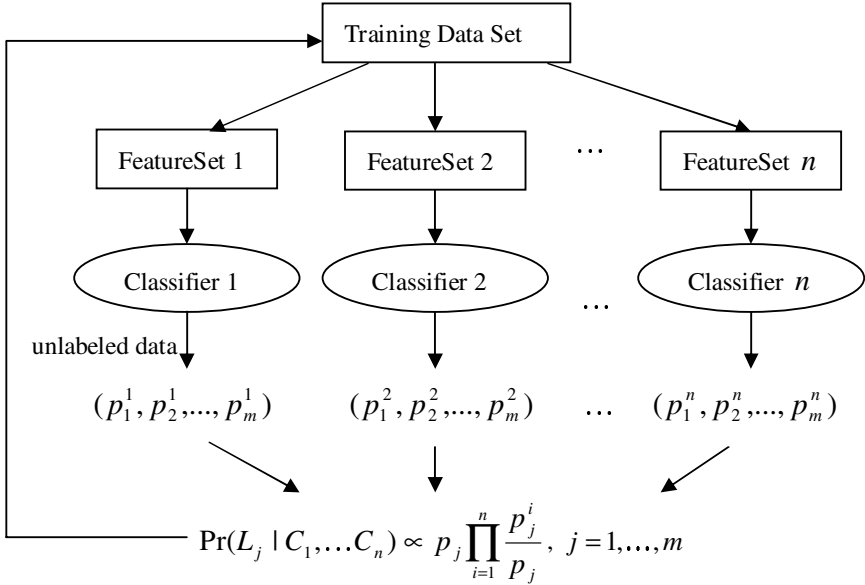 Training Data Set
FeatureSet 1 FeatureSet 2 … FeatureSet n
Classifier 1 Classifier 2 … Classifier n
unlabeled data
(p_1^1, p_2^1,..., p_m^1) (p_1^2, p_2^2,..., p_m^2) … (p_1^n, p_2^n,..., p_m^n)
Pr(L_j | C_1,…C_n) ∝ p_j ∏_{i=1}^{n} \frac{p_j^i}{p_j}, j = 1,...,m